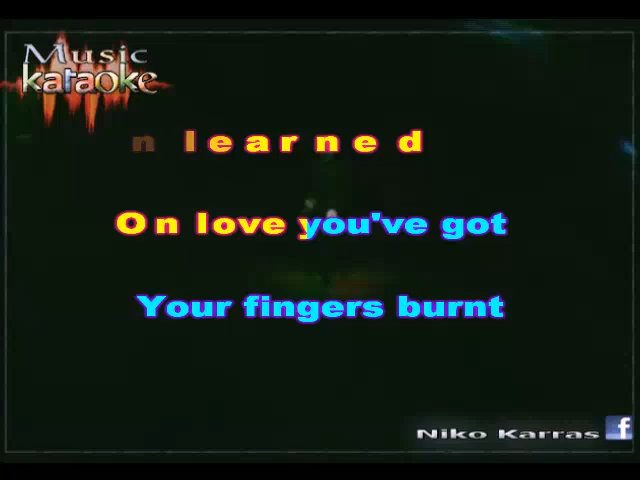 Music
karaoke
n learned
On love you've got
Your fingers burnt
Niko Karras f